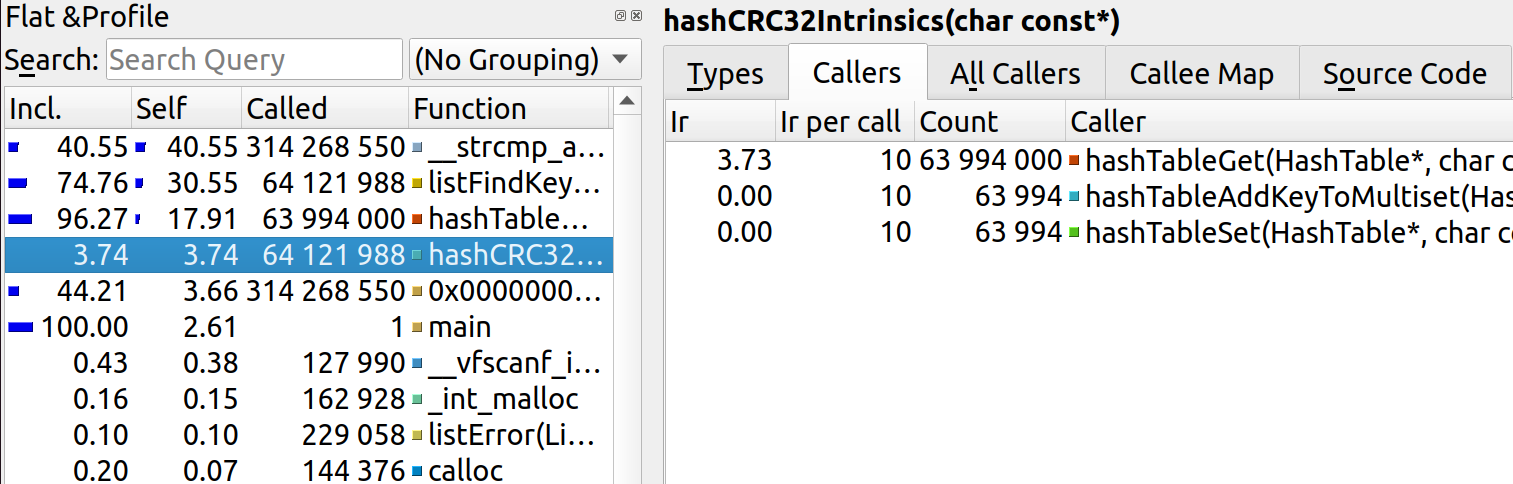 Flat &Profile
Search: Search Query (No Grouping)
Incl. Self Called Function
40.55 40.55 314 268 550 __strcmp_a...
74.76 30.55 64 121 988 listFindKey...
96.27 17.91 63 994 000 hashTable...
3.74 3.74 64 121 988 hashCRC32...
44.21 3.66 314 268 550 0x0000000...
100.00 2.61 1 main
0.43 0.38 127 990 __vfscanf_i...
0.16 0.15 162 928 _int_malloc
0.10 0.10 229 058 listError(Li...
0.20 0.07 144 376 calloc
hashCRC32Intrinsics(char const*)
Types Callers All Callers Callee Map Source Code
Ir Ir per call Count Caller
3.73 10 63 994 000 hashTableGet(HashTable*, char c
0.00 10 63 994 hashTableAddKeyToMultiset(Has
0.00 10 63 994 hashTableSet(HashTable*, char c